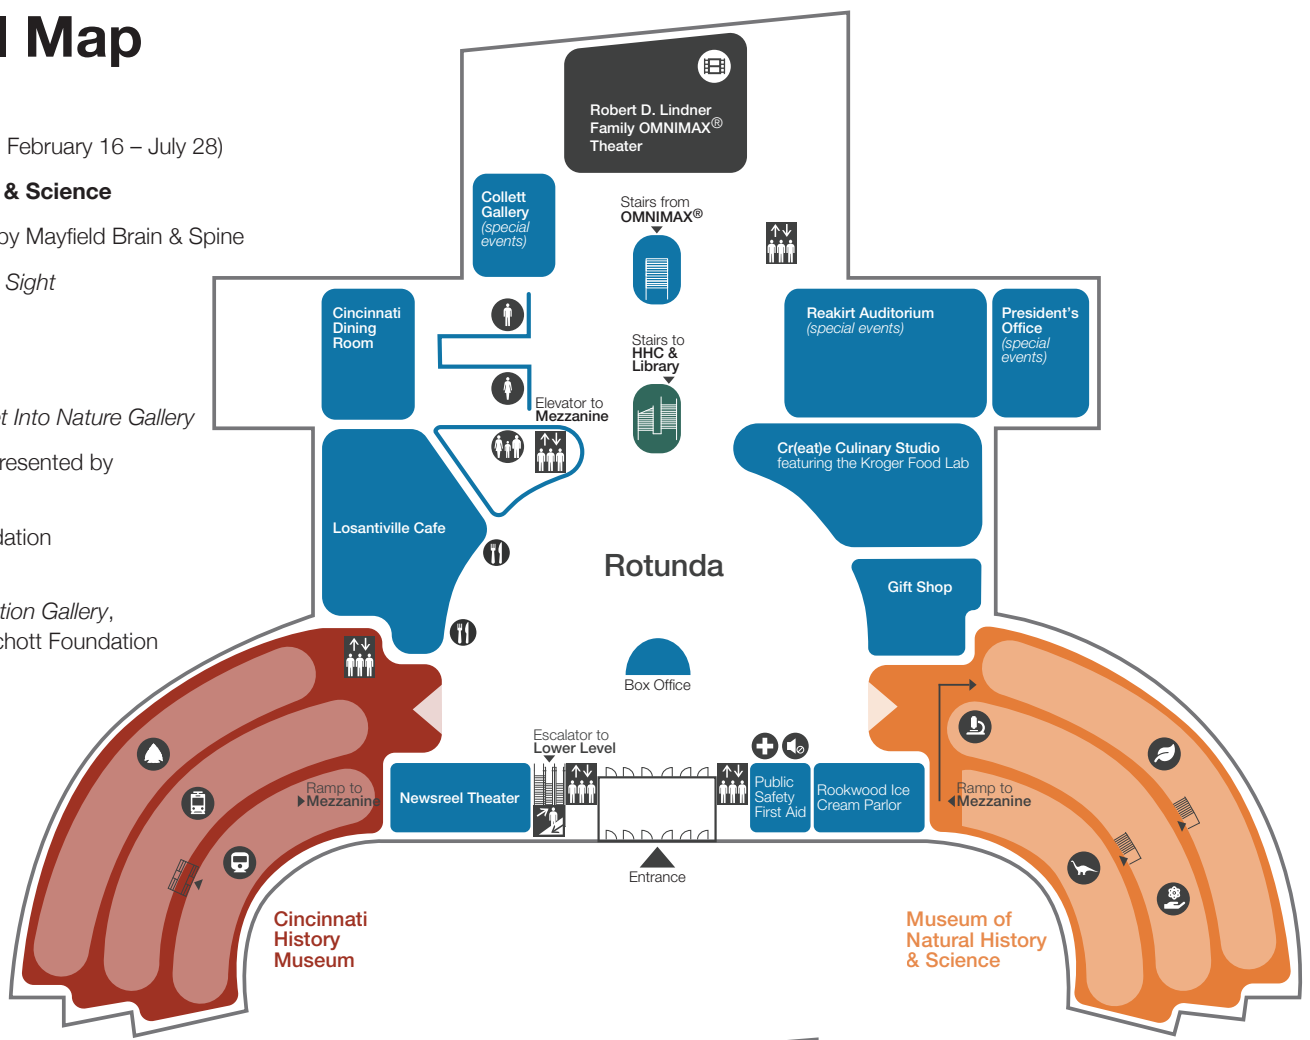 Map
February 16 – July 28)
& Science
by Mayfield Brain & Spine
Sight
Into Nature Gallery
resented by
dation
tion Gallery,
chott Foundation
Robert D. Lindner
Family OMNIMAX®
Theater
Collett
Gallery
(special
events)
Stairs from
OMNIMAX®
Cincinnati
Dining
Room
Stairs to
HHC &
Library
Reakirt Auditorium
(special events)
President's
Office
(special
events)
Elevator to
Mezzanine
Cr(eat)e Culinary Studio
featuring the Kroger Food Lab
Losantiville Cafe
Rotunda
Gift Shop
Box Office
Escalator to
Lower Level
Ramp to
Mezzanine
Newsreel Theater
Public
Safety
First Aid
Rookwood Ice
Cream Parlor
Ramp to
Mezzanine
Entrance
Cincinnati
History
Museum
Museum of
Natural History
& Science